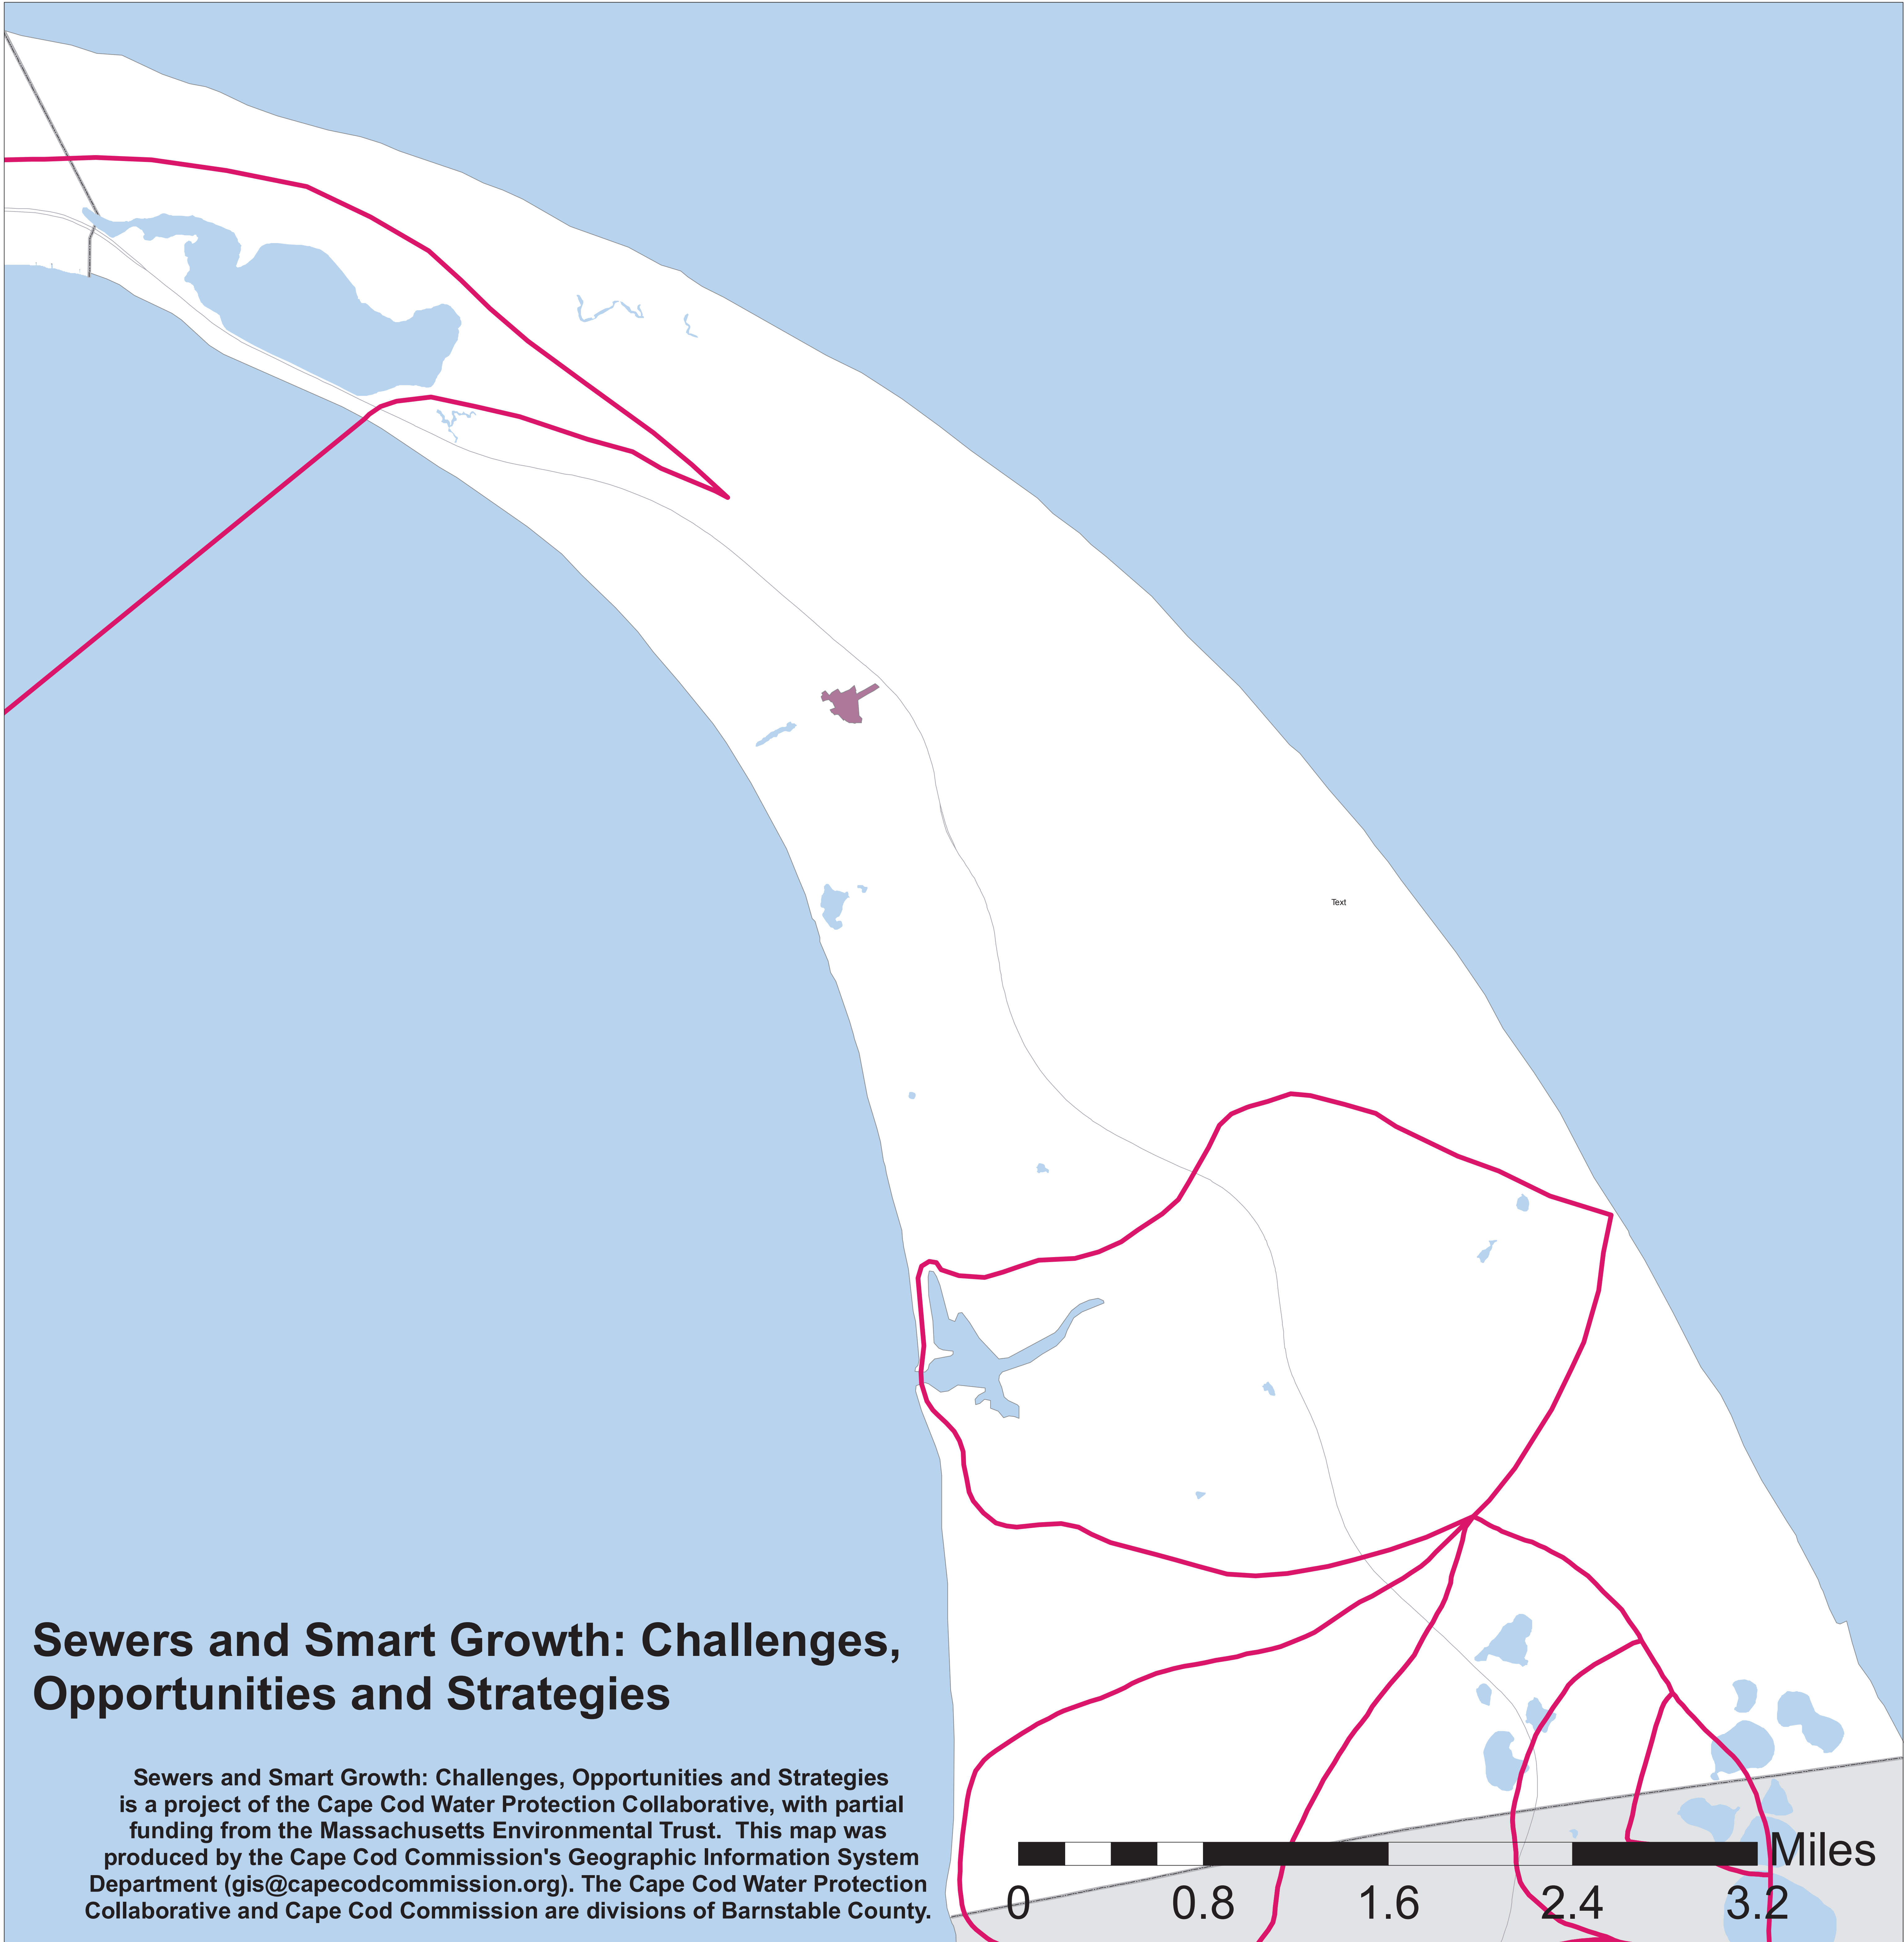 Text
Sewers and Smart Growth: Challenges,
Opportunities and Strategies
Sewers and Smart Growth: Challenges, Opportunities and Strategies
is a project of the Cape Cod Water Protection Collaborative, with partial
funding from the Massachusetts Environmental Trust.  This map was
produced by the Cape Cod Commission's Geographic Information System
Department (gis@capecodcommission.org). The Cape Cod Water Protection
Collaborative and Cape Cod Commission are divisions of Barnstable County.
Miles
0 0.8 1.6 2.4 3.2